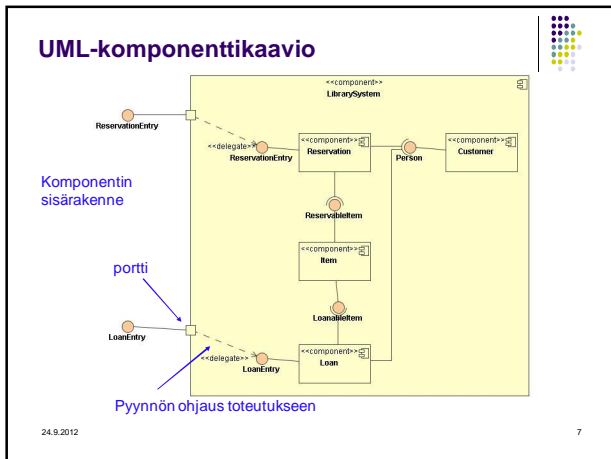 UML-komponenttikaavio
<<component>>
LibrarySystem
ReservationEntry
<<delegate>>
ReservationEntry
<<component>>
Reservation
Person
<<component>>
Customer
Komponentin
sisärakenne
ReservableItem
<<component>>
Item
portti
LoanableItem
LoanEntry
<<delegate>>
LoanEntry
<<component>>
Loan
Pyynnön ohjaus toteutukseen
24.9.2012
7